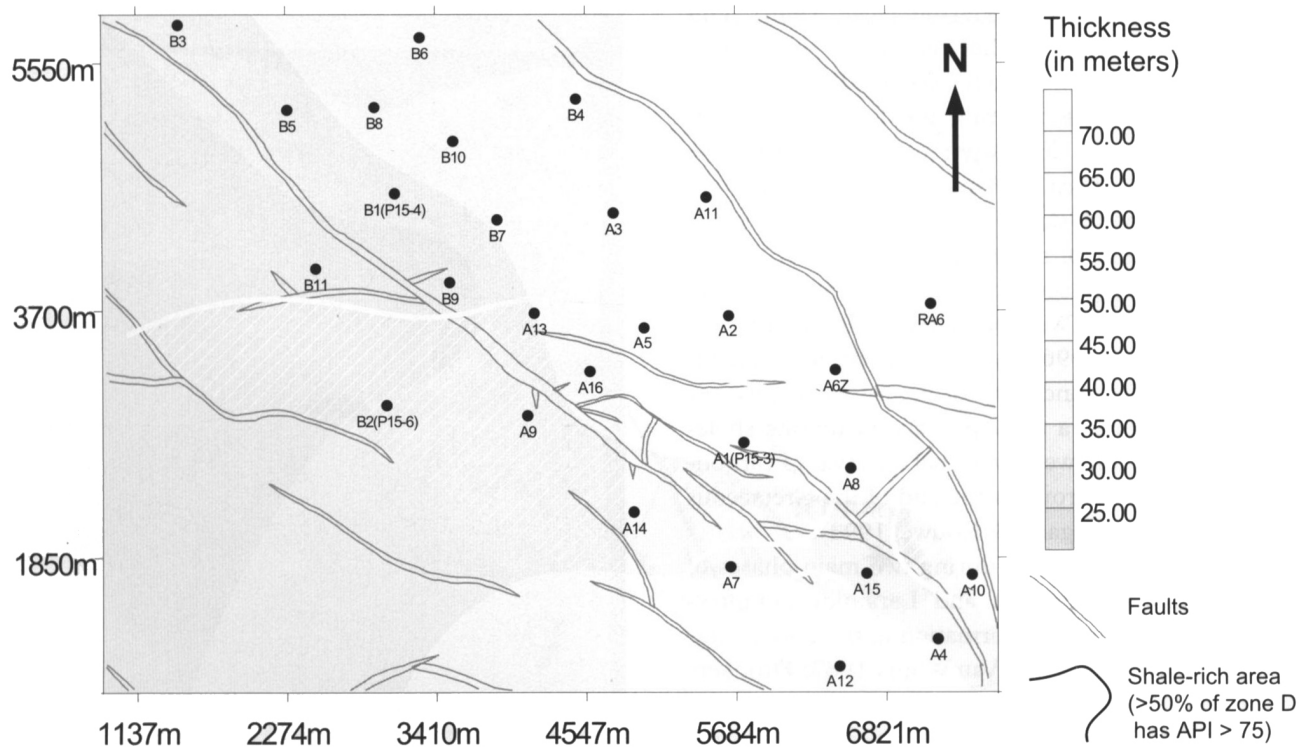 Thickness
(in meters)
N
5550m
3700m
1850m
1137m 2274m 3410m 4547m 5684m 6821m
B3
B6
B5
B8
B4
B10
B1(P15-4)
B7
A3
A11
B11
B9
A13
A5
A2
RA6
A16
A6Z
B2(P15-6)
A9
A1(P15-3)
A8
A14
A7
A15
A10
A4
A12
70.00
65.00
60.00
55.00
50.00
45.00
40.00
35.00
30.00
25.00
Faults
Shale-rich area
(>50% of zone D
has API > 75)